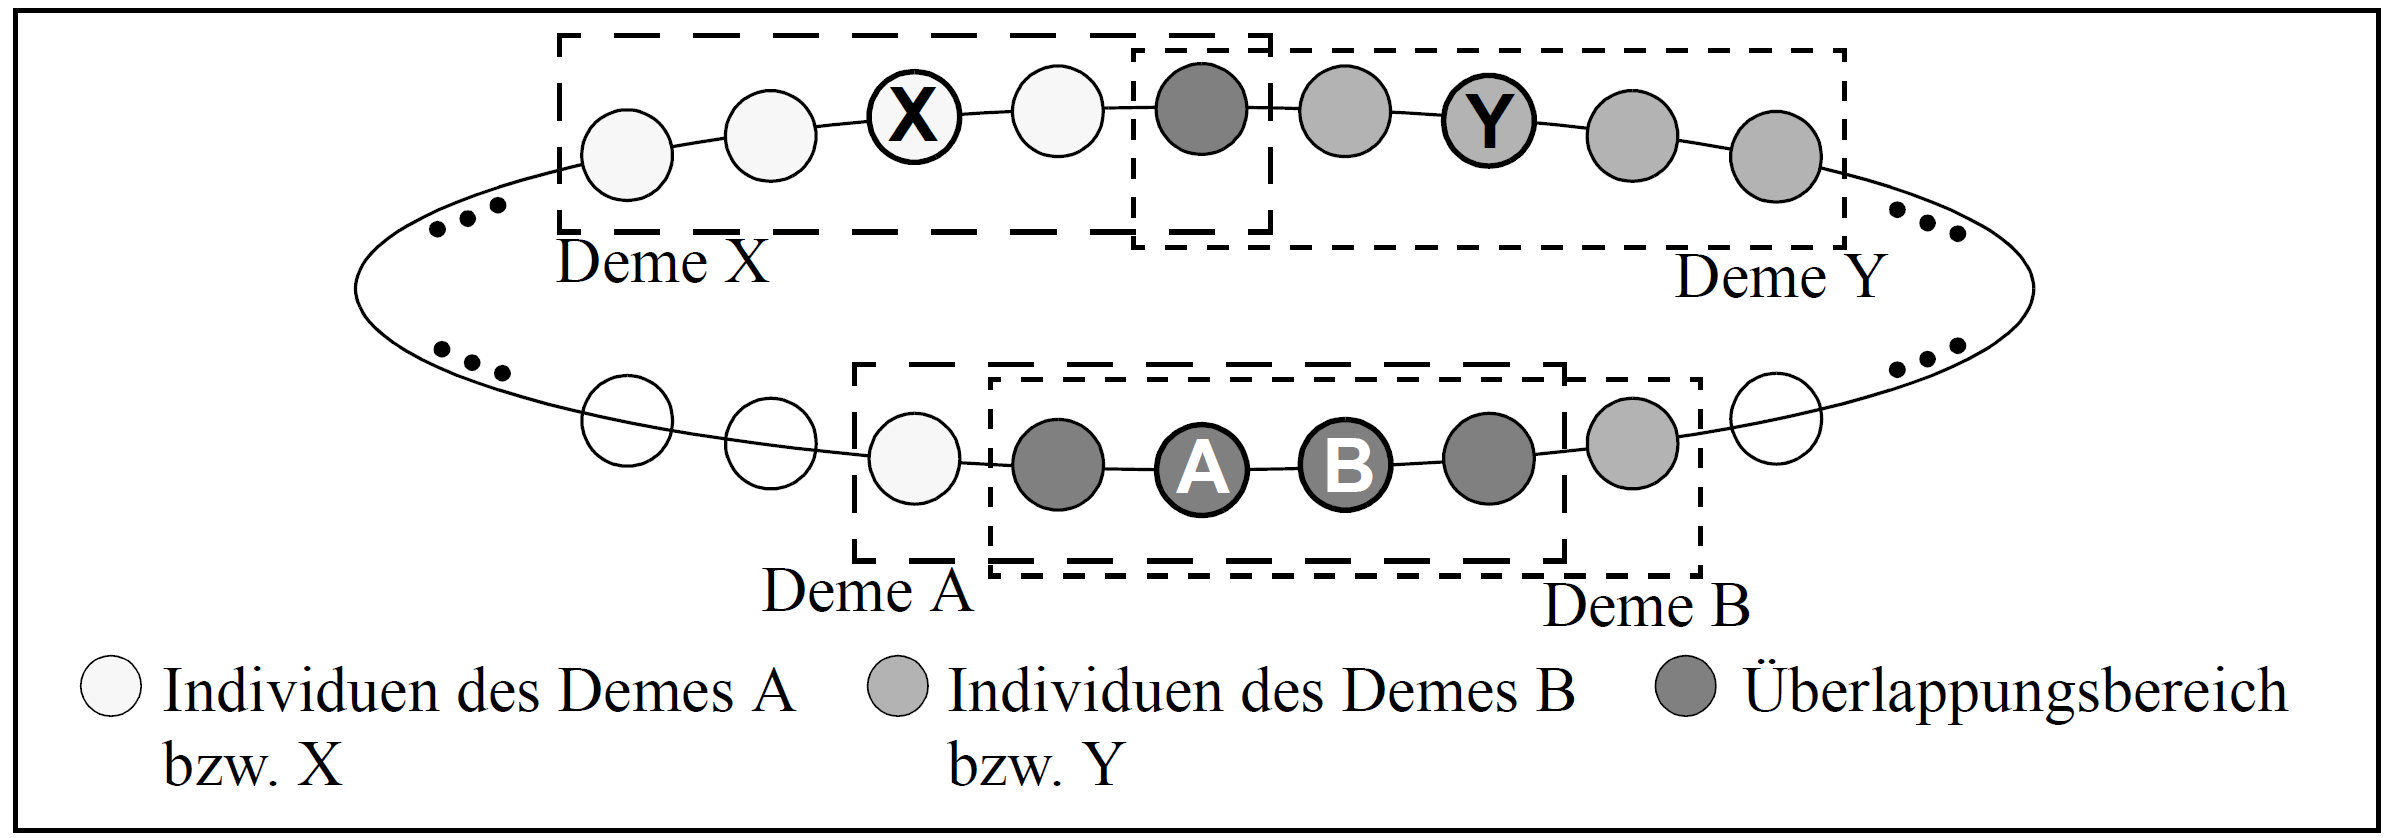 X
Y
Deme X
Deme Y
A
B
Deme A
Deme B
Individuen des Demes A
bzw. X
Individuen des Demes B
bzw. Y
Überlappungsbereich